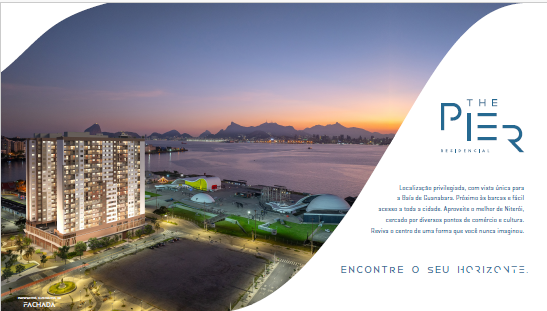 THE
PIER
RESIDENCIAL
Localização privilegiada, com vista única para
a Baía de Guanabara. Próximo às barcas e fácil
acesso a toda a cidade. Aproveite o melhor de Niterói,
cercado por diversos pontos de comércio e cultura.
Reviva o centro de uma forma que você nunca imaginou.
ENCONTRE O SEU HORIZONTE.
FACHADA